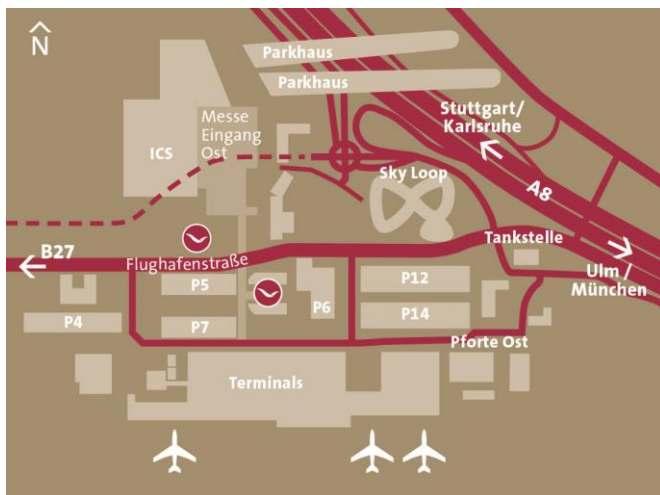 N
Parkhaus
Parkhaus
Stuttgart/
Karlsruhe
Messe
Eingang
Ost
ICS
Sky Loop
A8
B27
Flughafenstraße
Tankstelle
Ulm /
München
P5
P12
P6
P4
P7
P14
Pforte Ost
Terminals